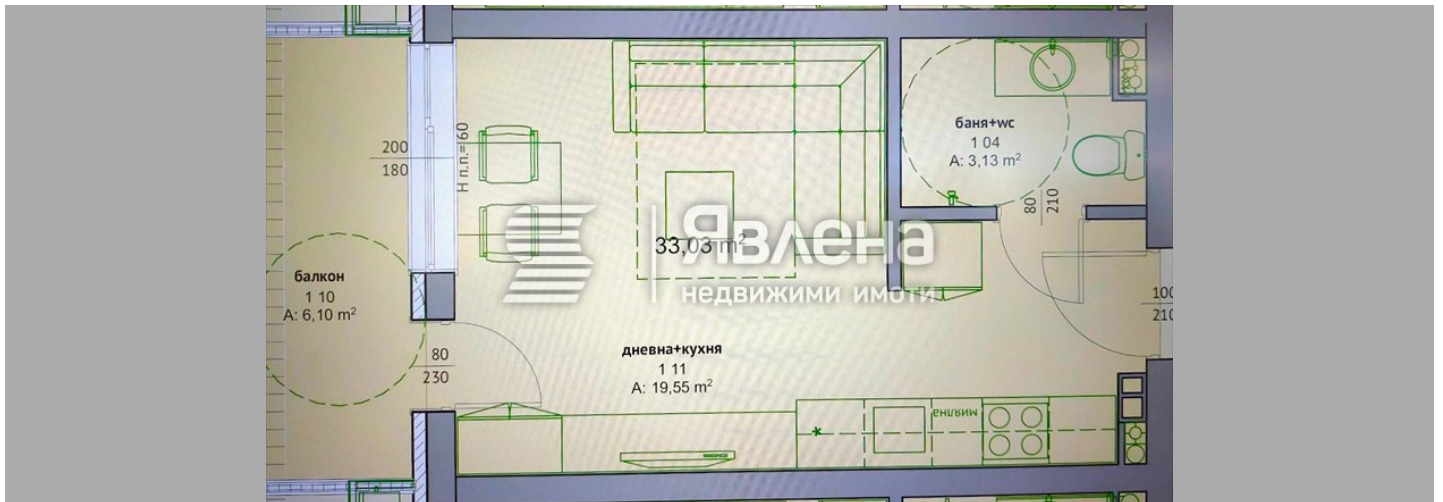 баня+wc
1 04
А: 3,13 m²
200
180
Н п.п.= 60
80
210
Явлена
33,03 m²
недвижими имоти
балкон
1 10
А: 6,10 m²
100
210
дневна+кухня
1 11
А: 19,55 m²
80
230
МИЯЛНА